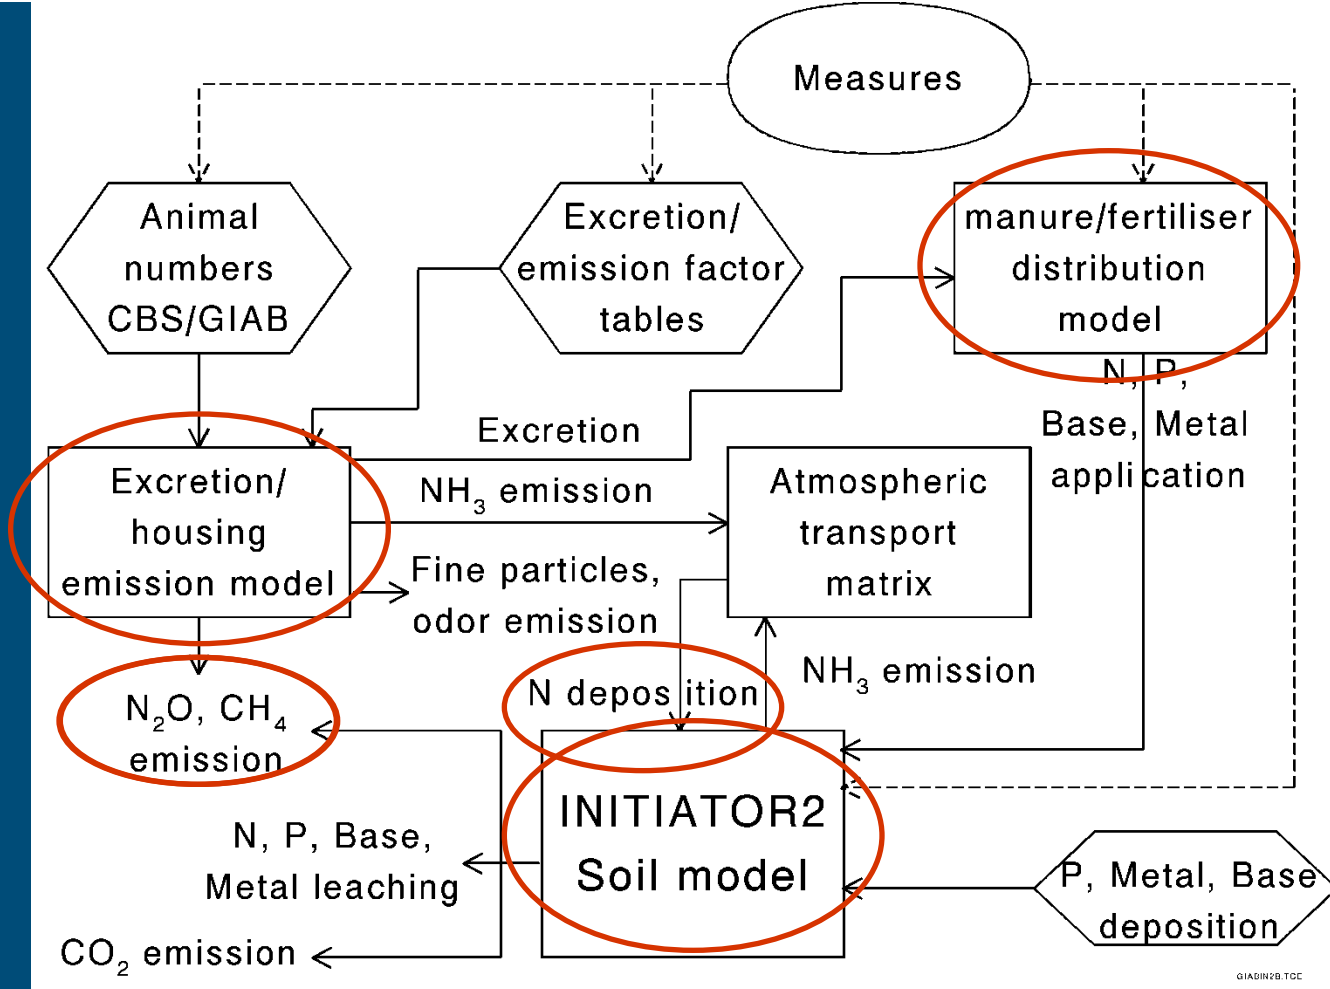 Measures
Animal
numbers
CBS/GIAB
Excretion/
emission factor
tables
manure/fertiliser
distribution
model
N, P,
Base, Metal
application
Excretion
NH₃ emission
Excretion/
housing
emission model
Atmospheric
transport
matrix
Fine particles,
odor emission
NH₃ emission
N deposition
N₂O, CH₄
emission
INITIATOR2
Soil model
N, P, Base,
Metal leaching
P, Metal, Base
deposition
CO₂ emission
GIADIN2B.TCE